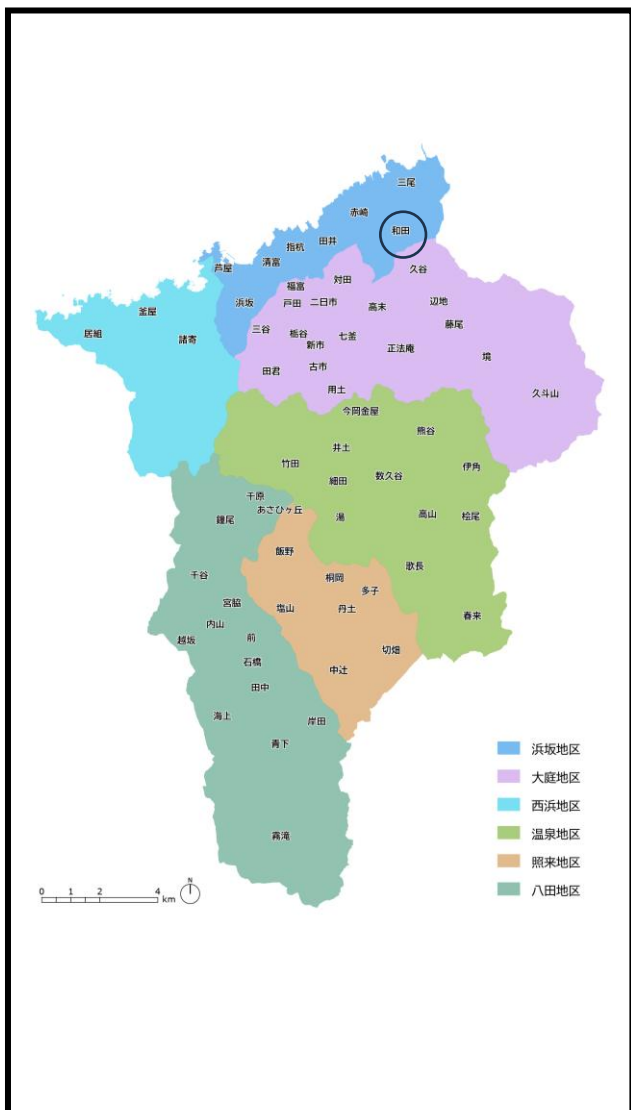 三尾
赤崎
和田
田井
指杭
清富
芦屋
久谷
対田
福富
浜坂
戸田
二日市
高末
辺地
釜屋
藤尾
居組
諸寄
三谷
栃谷
七釜
新市
正法庵
境
田君
古市
用土
久斗山
今岡金屋
熊谷
井土
竹田
伊角
細田
数久谷
千原
あさひヶ丘
鐘尾
湯
高山
桧尾
飯野
歌長
千谷
桐岡
多子
宮脇
塩山
丹土
春来
内山
越坂
前
切畑
石橋
中辻
田中
海上
岸田
青下
霧滝
浜坂地区
大庭地区
西浜地区
温泉地区
照来地区
八田地区
N
0 1 2 4
km